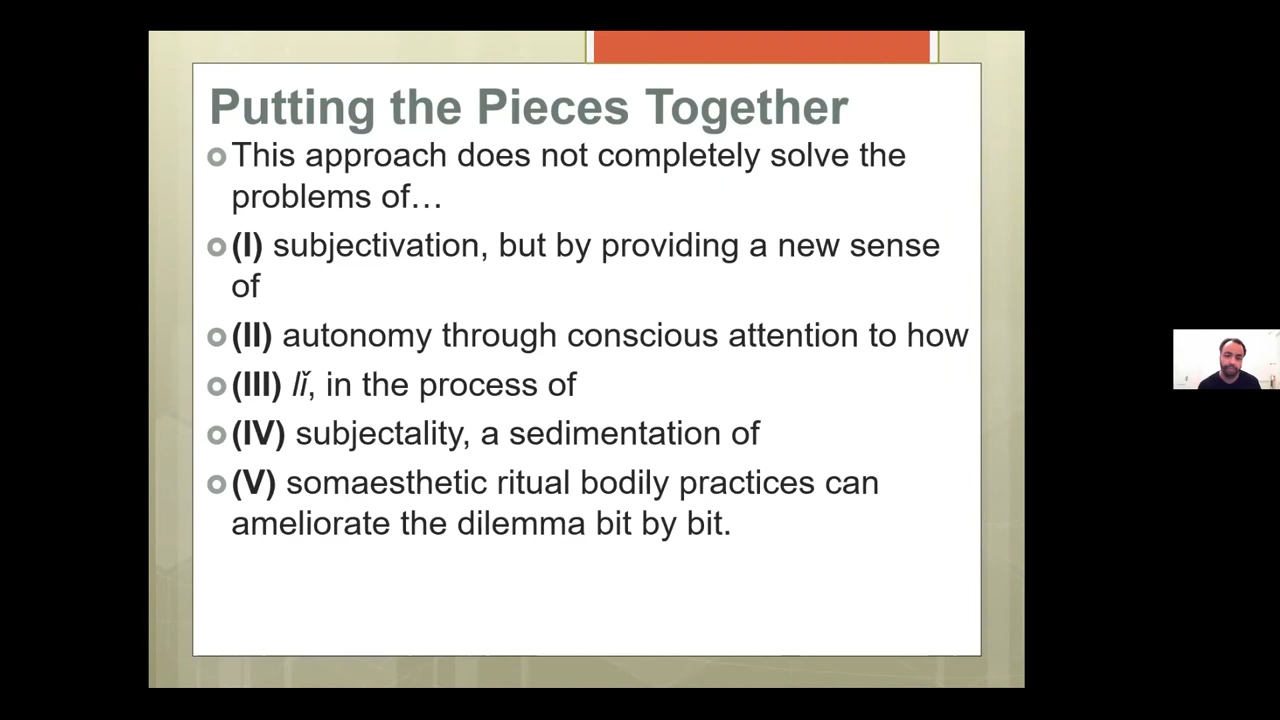 Putting the Pieces Together
This approach does not completely solve the
problems of…
(I) subjectivation, but by providing a new sense
of
(II) autonomy through conscious attention to how
(III) lǐ, in the process of
(IV) subjectality, a sedimentation of
(V) somaesthetic ritual bodily practices can
ameliorate the dilemma bit by bit.